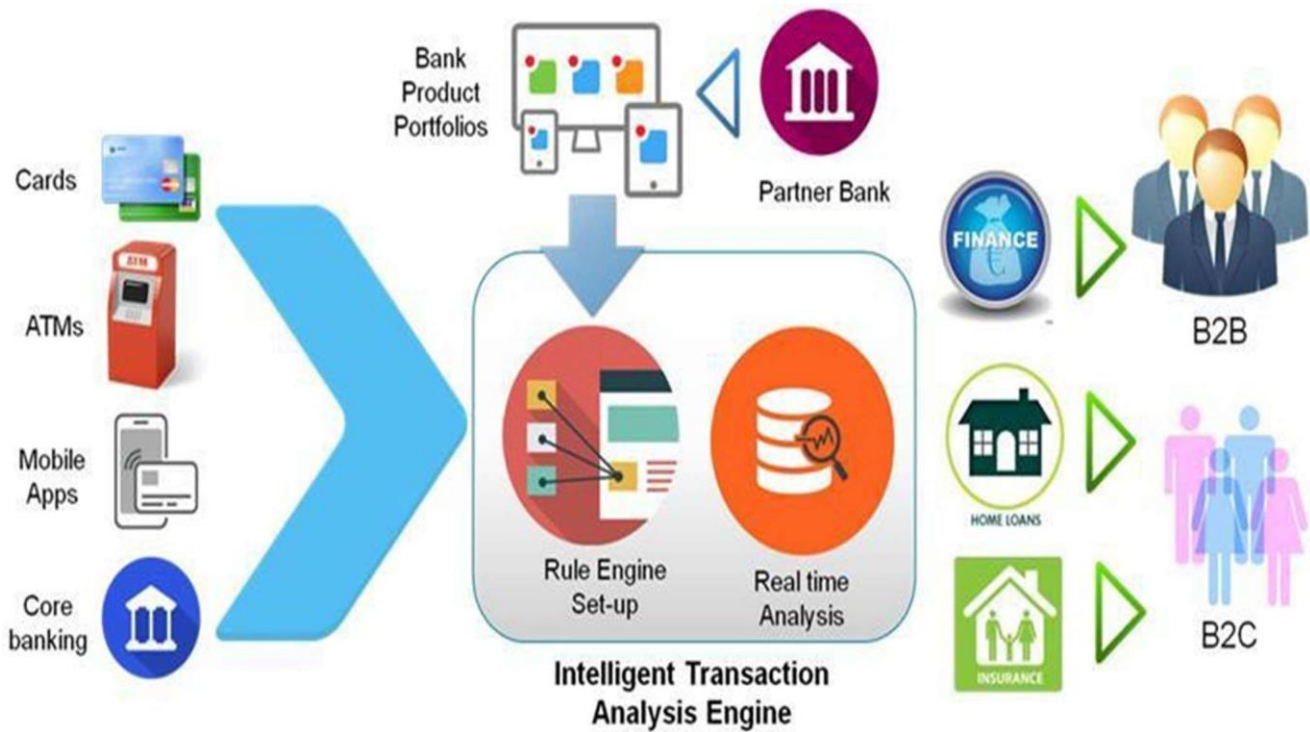 Bank
Product
Portfolios
Partner Bank
Cards
ATM
ATMs
Mobile
Apps
Core
banking
Rule Engine
Set-up
Real time
Analysis
Intelligent Transaction
Analysis Engine
FINANCE
B2B
HOME LOANS
INSURANCE
B2C